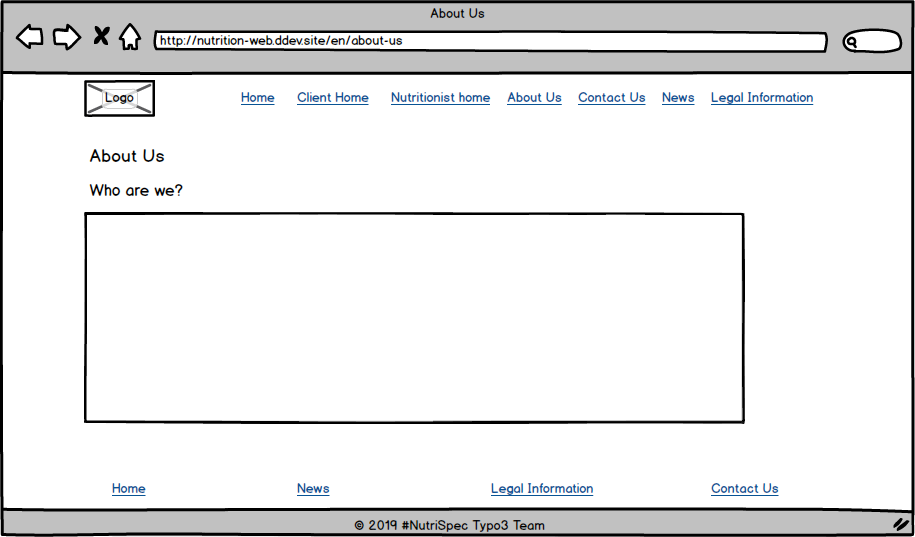 About Us
http://nutrition-web.ddev.site/en/about-us
Logo Home Client Home Nutritionist home About Us Contact Us News Legal Information
About Us
Who are we?
Home News Legal Information Contact Us
© 2019 #NutriSpec Typo3 Team